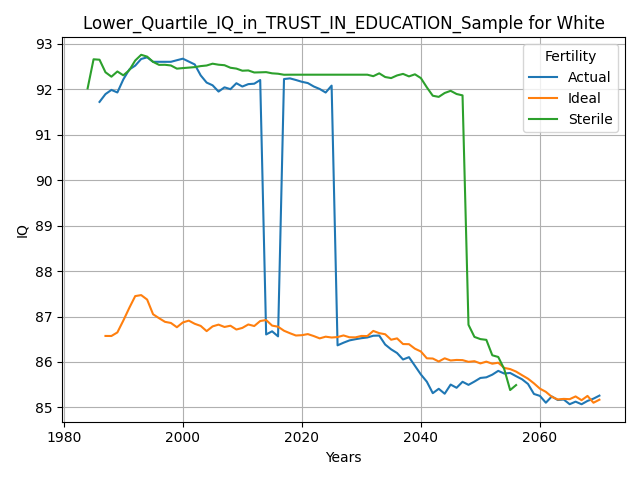 Lower_Quartile_IQ_in_TRUST_IN_EDUCATION_Sample for White
93
92
91
90
89
88
87
86
85
IQ
Fertility
Actual
Ideal
Sterile
1980
2000
2020
2040
2060
Years